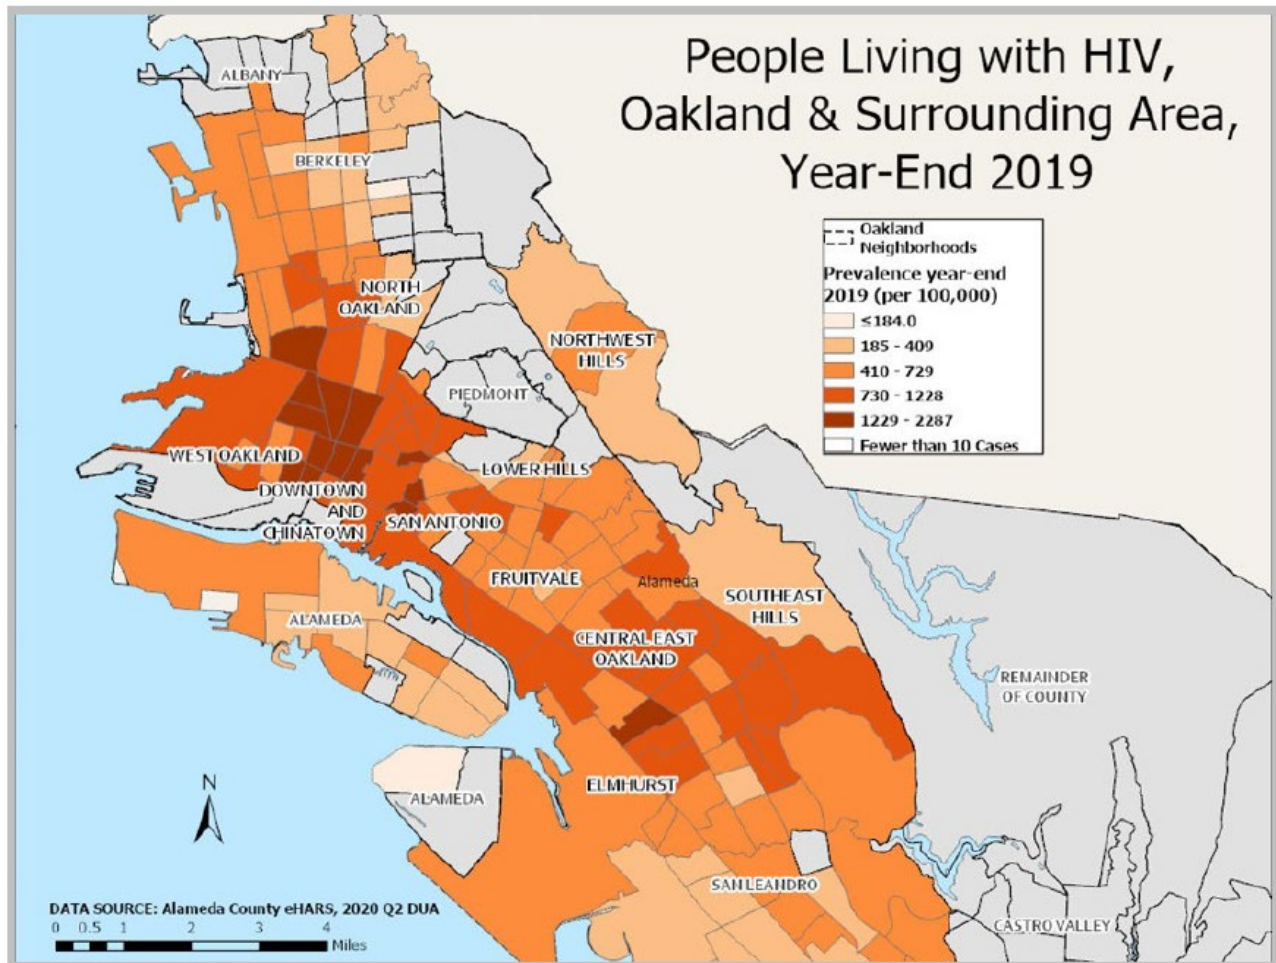 People Living with HIV,
Oakland & Surrounding Area,
Year-End 2019
Oakland
Neighborhoods
Prevalence year-end
2019 (per 100,000)
≤184.0
185 - 409
410 - 729
730 - 1228
1229 - 2287
Fewer than 10 Cases
ALBANY
BERKELEY
NORTH
OAKLAND
NORTHWEST
HILLS
PIEDMONT
WEST OAKLAND
LOWER HILLS
DOWNTOWN
AND
CHINATOWN
SAN ANTONIO
FRUITVALE
Alameda
SOUTHEAST
HILLS
ALAMEDA
CENTRAL EAST
OAKLAND
REMAINDER
OF COUNTY
ELMHURST
ALAMEDA
SAN LEANDRO
CASTRO VALLEY
N
DATA SOURCE: Alameda County eHARS, 2020 Q2 DUA
0 0.5 1 2 3 4
Miles